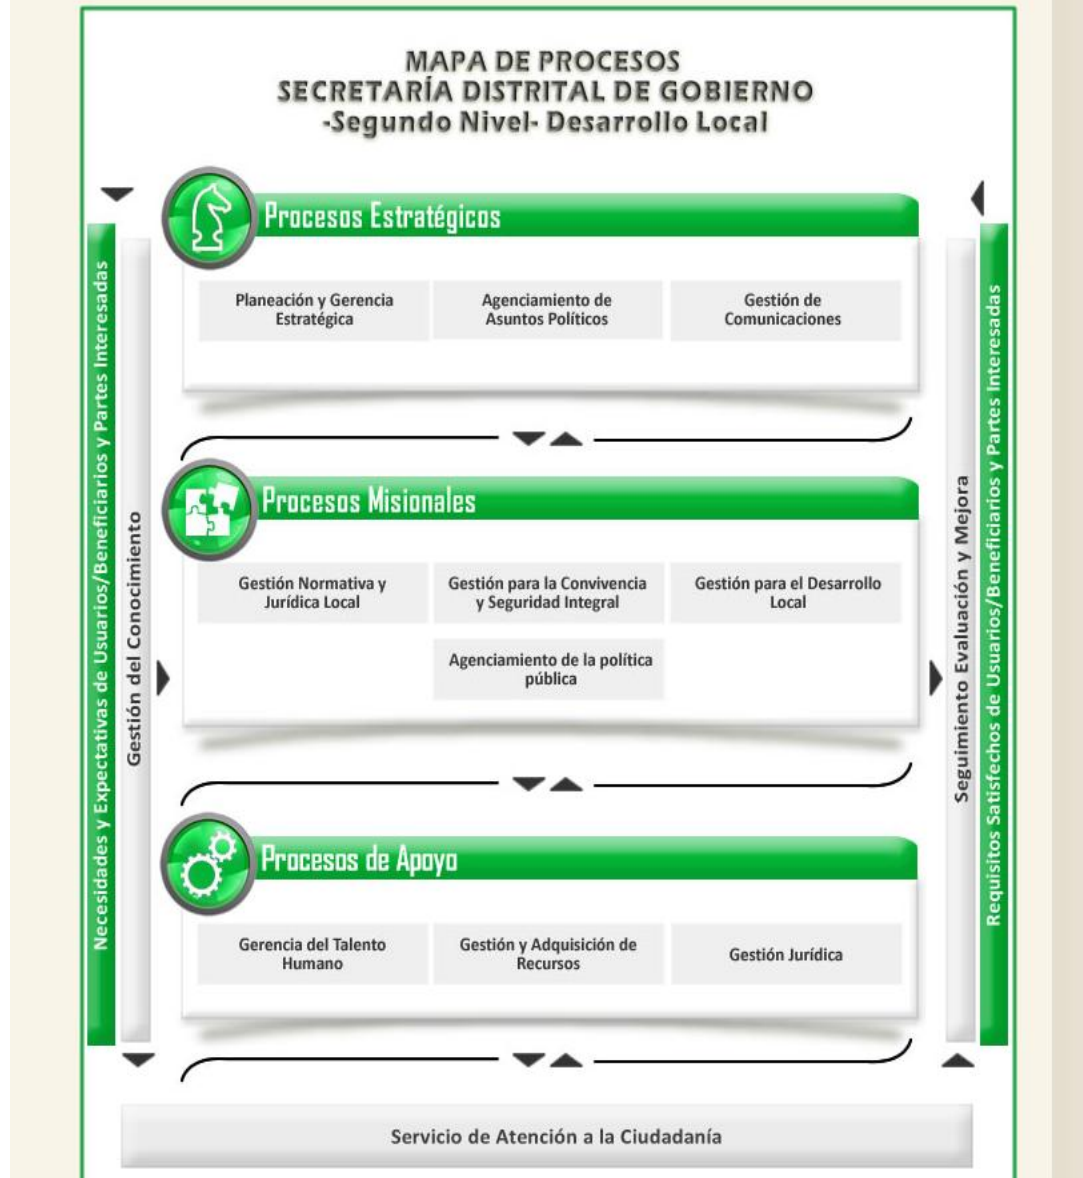 MAPA DE PROCESOS
SECRETARÍA DISTRITAL DE GOBIERNO
-Segundo Nivel- Desarrollo Local
Necesidades y Expectativas de Usuarios/Beneficiarios y Partes Interesadas
Gestión del Conocimiento
Procesos Estratégicos
Planeación y Gerencia
Estratégica
Agenciamiento de
Asuntos Políticos
Gestión de
Comunicaciones
Procesos Misionales
Gestión Normativa y
Jurídica Local
Gestión para la Convivencia
y Seguridad Integral
Gestión para el Desarrollo
Local
Agenciamiento de la política
pública
Procesos de Apoyo
Gerencia del Talento
Humano
Gestión y Adquisición de
Recursos
Gestión Jurídica
Seguimiento Evaluación y Mejora
Requisitos Satisfechos de Usuarios/Beneficiarios y Partes Interesadas
Servicio de Atención a la Ciudadanía